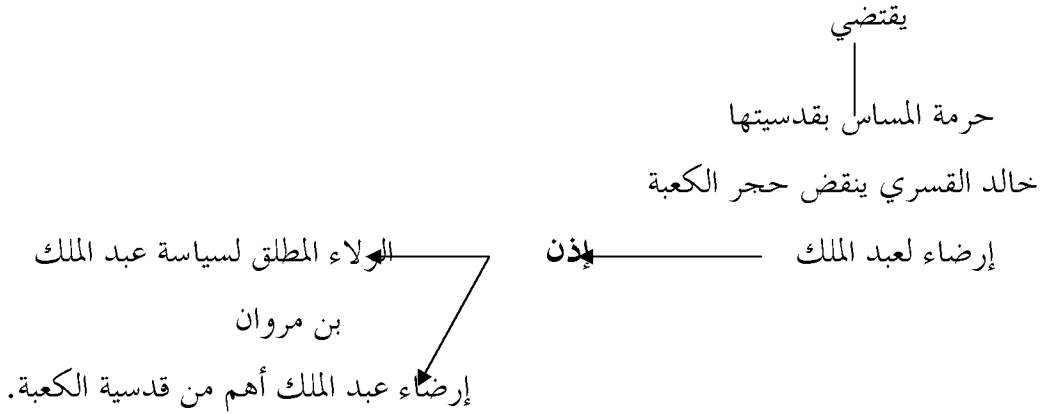 يقتضي
حرمة المساس بقدسيتها
خالد القسري ينقض حجر الكعبة
إرضاء لعبد الملك إذن الولاء المطلق لسياسة عبد الملك
بن مروان
إرضاء عبد الملك أهم من قدسية الكعبة.